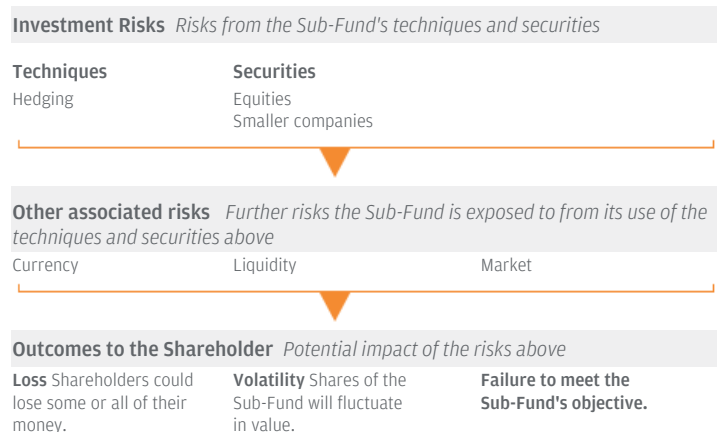 Investment Risks Risks from the Sub-Fund's techniques and securities
Techniques Securities
Hedging Equities
Smaller companies
Other associated risks Further risks the Sub-Fund is exposed to from its use of the
techniques and securities above
Currency Liquidity Market
Outcomes to the Shareholder Potential impact of the risks above
Loss Shareholders could
lose some or all of their
money.
Volatility Shares of the
Sub-Fund will fluctuate
in value.
Failure to meet the
Sub-Fund's objective.